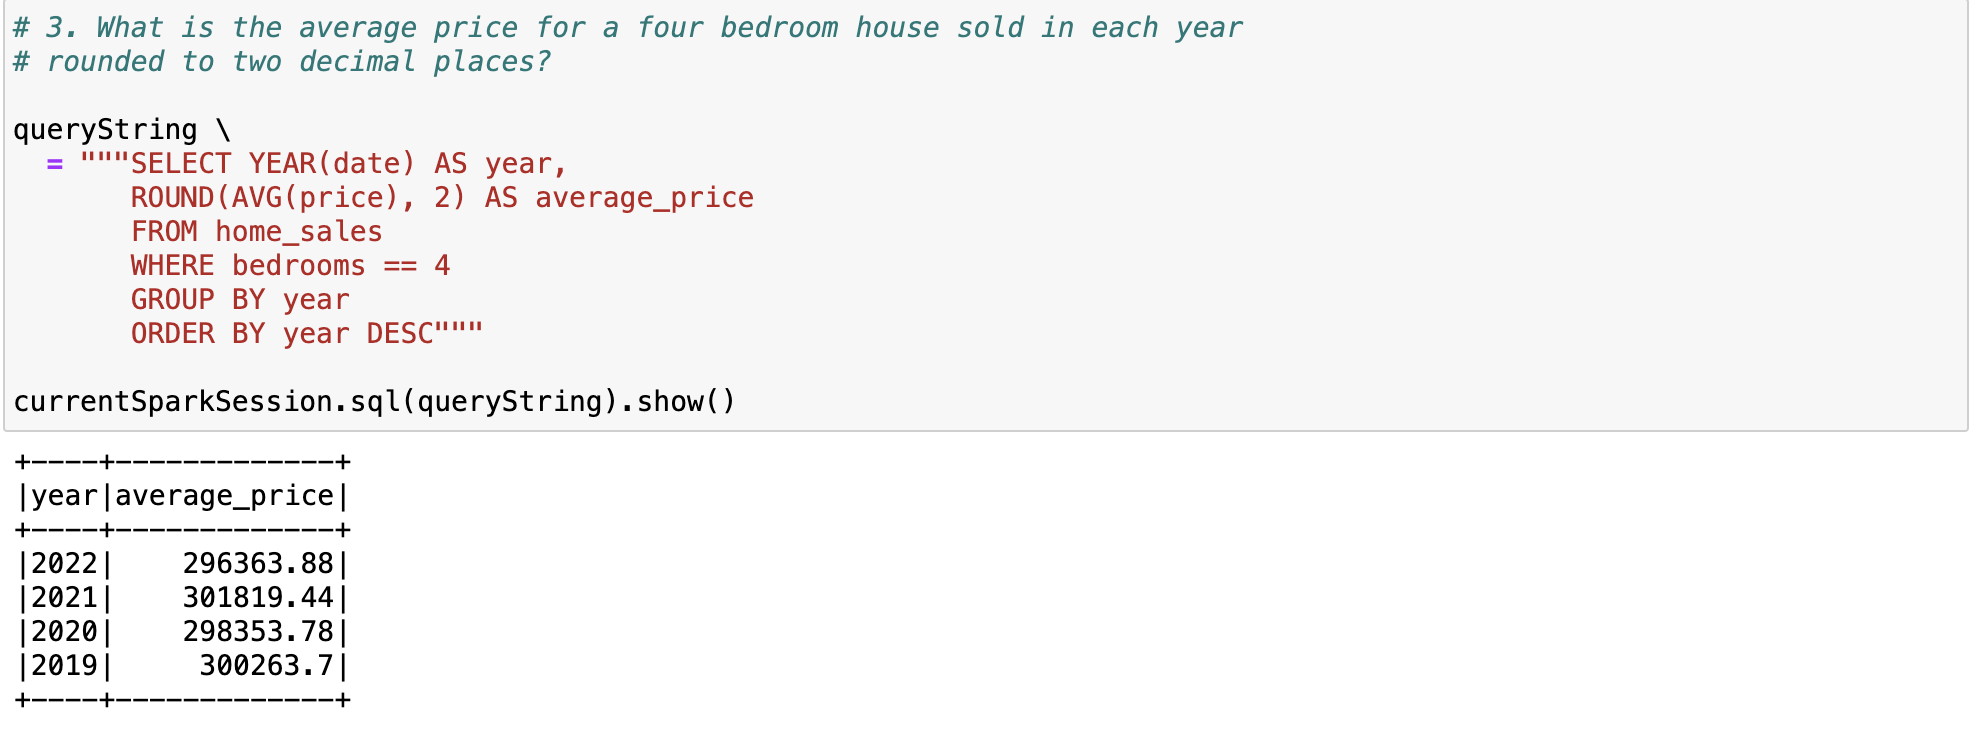 # 3. What is the average price for a four bedroom house sold in each year
# rounded to two decimal places?
queryString \
  = """SELECT YEAR(date) AS year,
       ROUND(AVG(price), 2) AS average_price
       FROM home_sales
       WHERE bedrooms == 4
       GROUP BY year
       ORDER BY year DESC"""
currentSparkSession.sql(queryString).show()
+----+-------------+
|year|average_price|
+----+-------------+
|2022|    296363.88|
|2021|    301819.44|
|2020|    298353.78|
|2019|     300263.7|
+----+-------------+